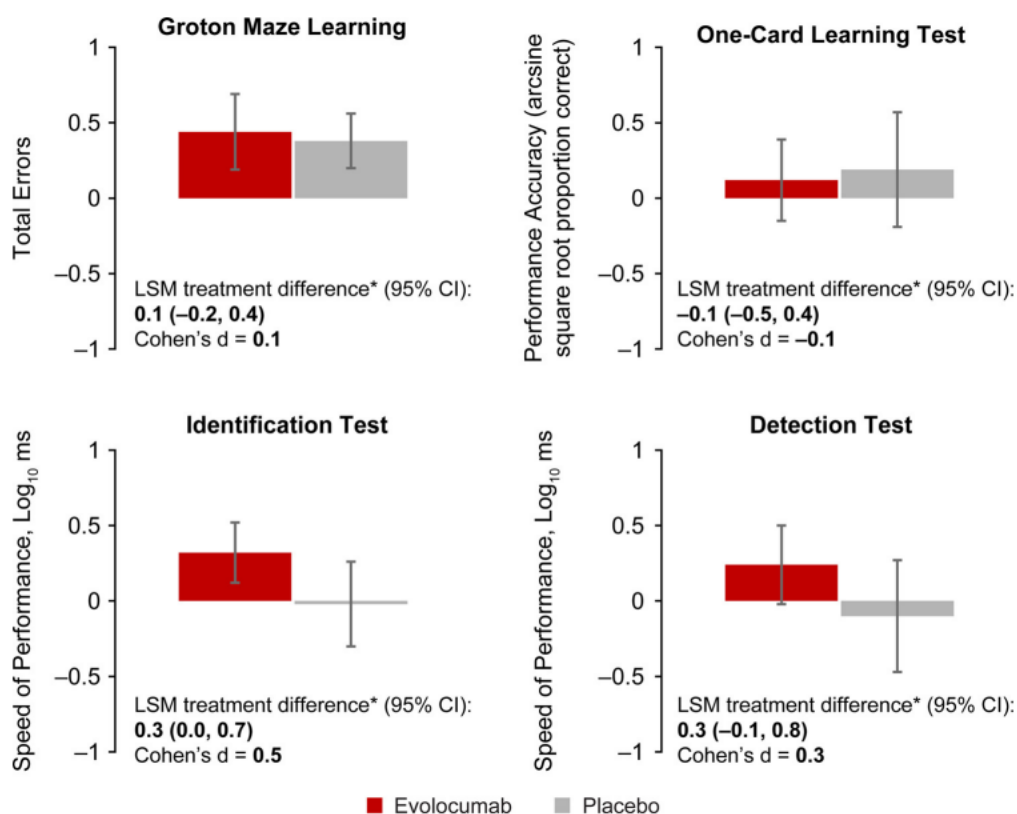 Groton Maze Learning
Total Errors
1
0.5
0
–0.5
–1
LSM treatment difference* (95% CI):
0.1 (–0.2, 0.4)
Cohen’s d = 0.1
One-Card Learning Test
Performance Accuracy (arcsine
square root proportion correct)
1
0.5
0
–0.5
–1
LSM treatment difference* (95% CI):
–0.1 (–0.5, 0.4)
Cohen’s d = –0.1
Identification Test
Speed of Performance, Log₁₀ ms
1
0.5
0
–0.5
–1
LSM treatment difference* (95% CI):
0.3 (0.0, 0.7)
Cohen’s d = 0.5
Detection Test
Speed of Performance, Log₁₀ ms
1
0.5
0
–0.5
–1
LSM treatment difference* (95% CI):
0.3 (–0.1, 0.8)
Cohen’s d = 0.3
Evolocumab
Placebo